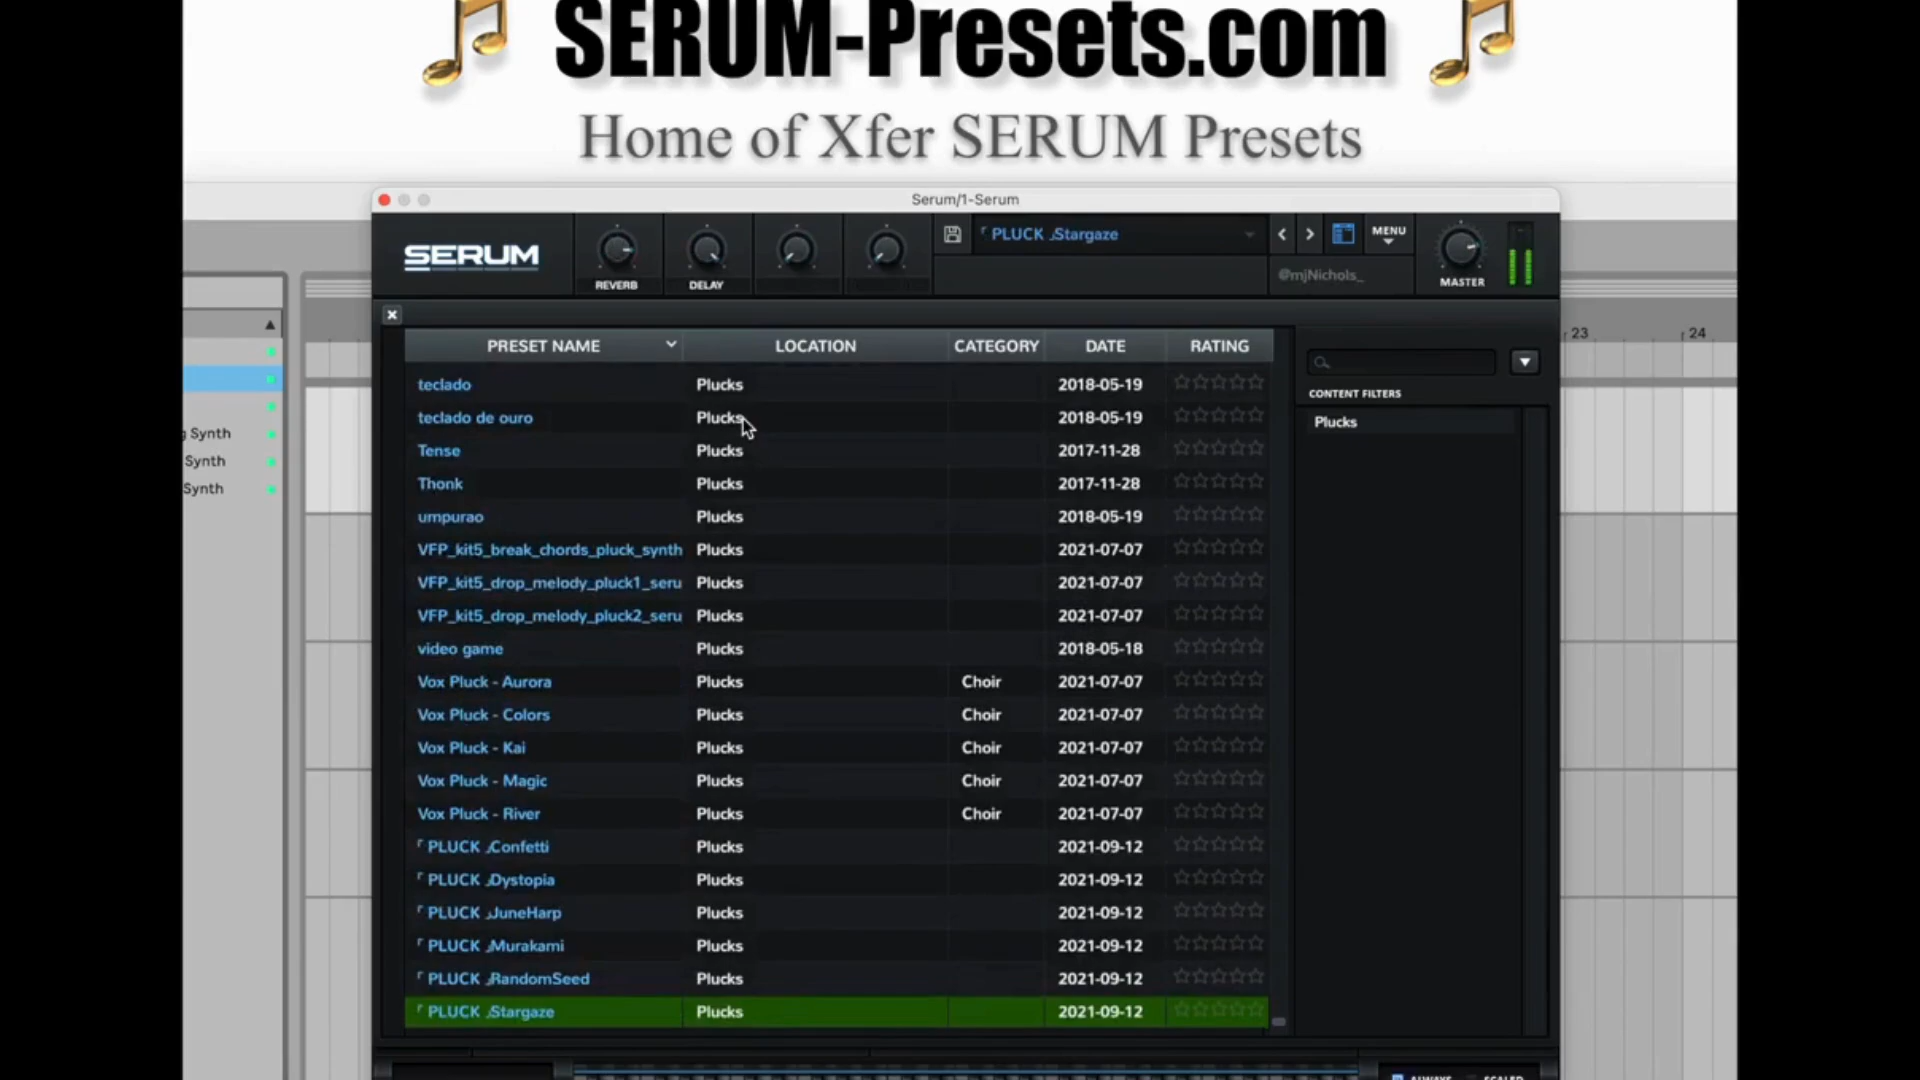 SERUM-Presets.com
Home of Xfer SERUM Presets
Serum/1-Serum
SERUM
REVERB
DELAY
「 PLUCK 」Stargaze
MENU
@mjNichols_
MASTER
PRESET NAME LOCATION CATEGORY DATE RATING
teclado Plucks 2018-05-19
teclado de ouro Plucks 2018-05-19
Tense Plucks 2017-11-28
Thonk Plucks 2017-11-28
umpurao Plucks 2018-05-19
VFP_kit5_break_chords_pluck_synth Plucks 2021-07-07
VFP_kit5_drop_melody_pluck1_seru Plucks 2021-07-07
VFP_kit5_drop_melody_pluck2_seru Plucks 2021-07-07
video game Plucks 2018-05-18
Vox Pluck - Aurora Plucks Choir 2021-07-07
Vox Pluck - Colors Plucks Choir 2021-07-07
Vox Pluck - Kai Plucks Choir 2021-07-07
Vox Pluck - Magic Plucks Choir 2021-07-07
Vox Pluck - River Plucks Choir 2021-07-07
「 PLUCK 」Confetti Plucks 2021-09-12
「 PLUCK 」Dystopia Plucks 2021-09-12
「 PLUCK 」JuneHarp Plucks 2021-09-12
「 PLUCK 」Murakami Plucks 2021-09-12
「 PLUCK 」RandomSeed Plucks 2021-09-12
「 PLUCK 」Stargaze Plucks 2021-09-12
CONTENT FILTERS
Plucks
g Synth
Synth
Synth
23
24
ALWAYS
SCALED